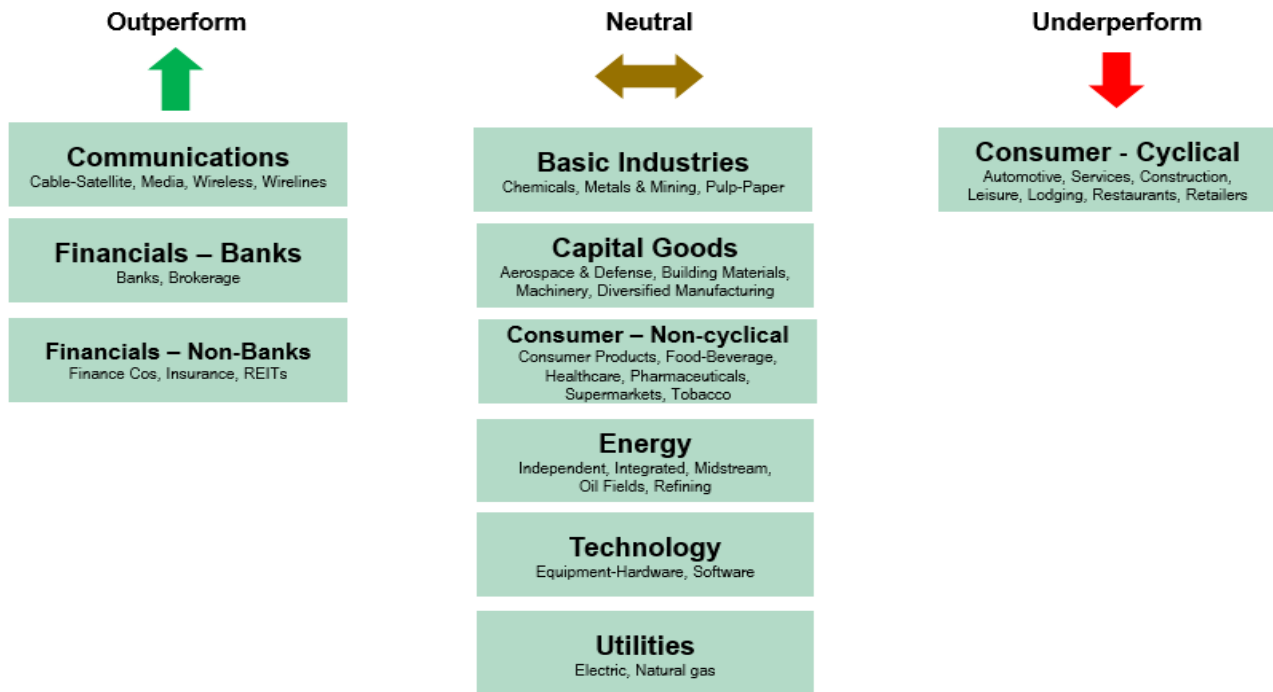 Outperform
Communications
Cable-Satellite, Media, Wireless, Wirelines
Financials – Banks
Banks, Brokerage
Financials – Non-Banks
Finance Cos, Insurance, REITs
Neutral
Basic Industries
Chemicals, Metals & Mining, Pulp-Paper
Capital Goods
Aerospace & Defense, Building Materials,
Machinery, Diversified Manufacturing
Consumer – Non-cyclical
Consumer Products, Food-Beverage,
Healthcare, Pharmaceuticals,
Supermarkets, Tobacco
Energy
Independent, Integrated, Midstream,
Oil Fields, Refining
Technology
Equipment-Hardware, Software
Utilities
Electric, Natural gas
Underperform
Consumer - Cyclical
Automotive, Services, Construction,
Leisure, Lodging, Restaurants, Retailers